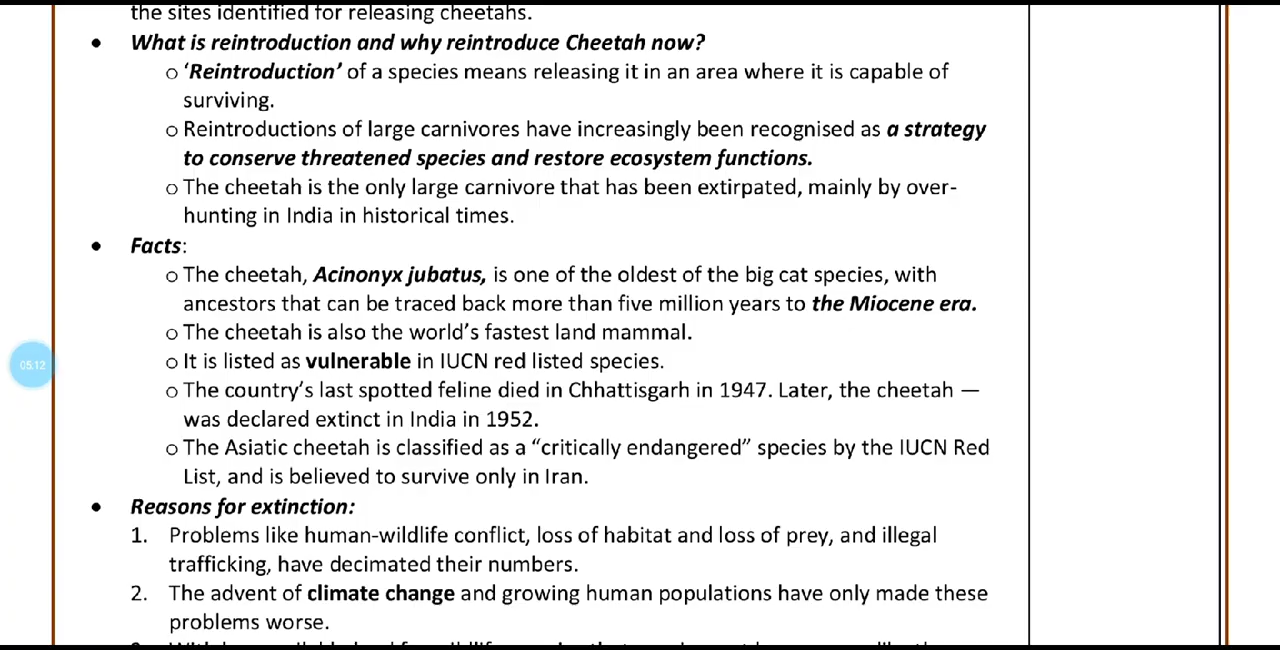 the sites identified for releasing cheetahs.
• What is reintroduction and why reintroduce Cheetah now?
o 'Reintroduction' of a species means releasing it in an area where it is capable of
surviving.
o Reintroductions of large carnivores have increasingly been recognised as a strategy
to conserve threatened species and restore ecosystem functions.
o The cheetah is the only large carnivore that has been extirpated, mainly by over-
hunting in India in historical times.
• Facts:
o The cheetah, Acinonyx jubatus, is one of the oldest of the big cat species, with
ancestors that can be traced back more than five million years to the Miocene era.
o The cheetah is also the world's fastest land mammal.
05:12
o It is listed as vulnerable in IUCN red listed species.
o The country's last spotted feline died in Chhattisgarh in 1947. Later, the cheetah —
was declared extinct in India in 1952.
o The Asiatic cheetah is classified as a “critically endangered” species by the IUCN Red
List, and is believed to survive only in Iran.
• Reasons for extinction:
1. Problems like human-wildlife conflict, loss of habitat and loss of prey, and illegal
trafficking, have decimated their numbers.
2. The advent of climate change and growing human populations have only made these
problems worse.